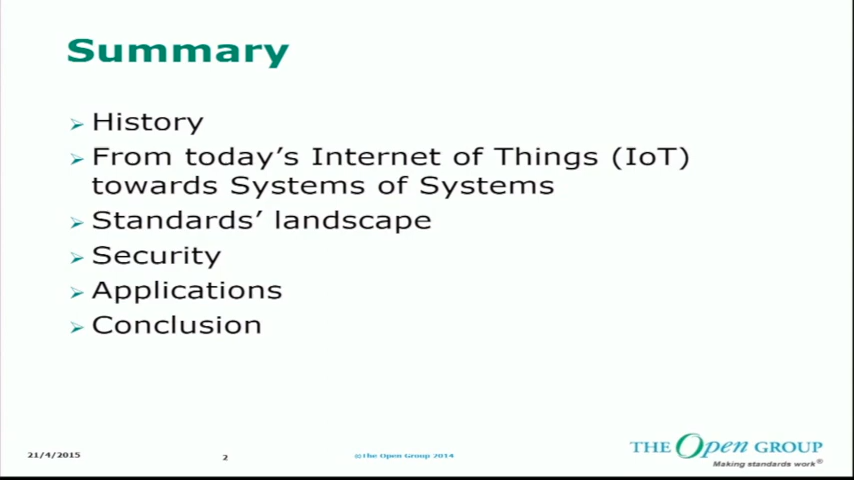 Summary
History
From today's Internet of Things (IoT)
towards Systems of Systems
Standards' landscape
Security
Applications
Conclusion
21/4/2015
2
©The Open Group 2014
THE Open GROUP
Making standards work®